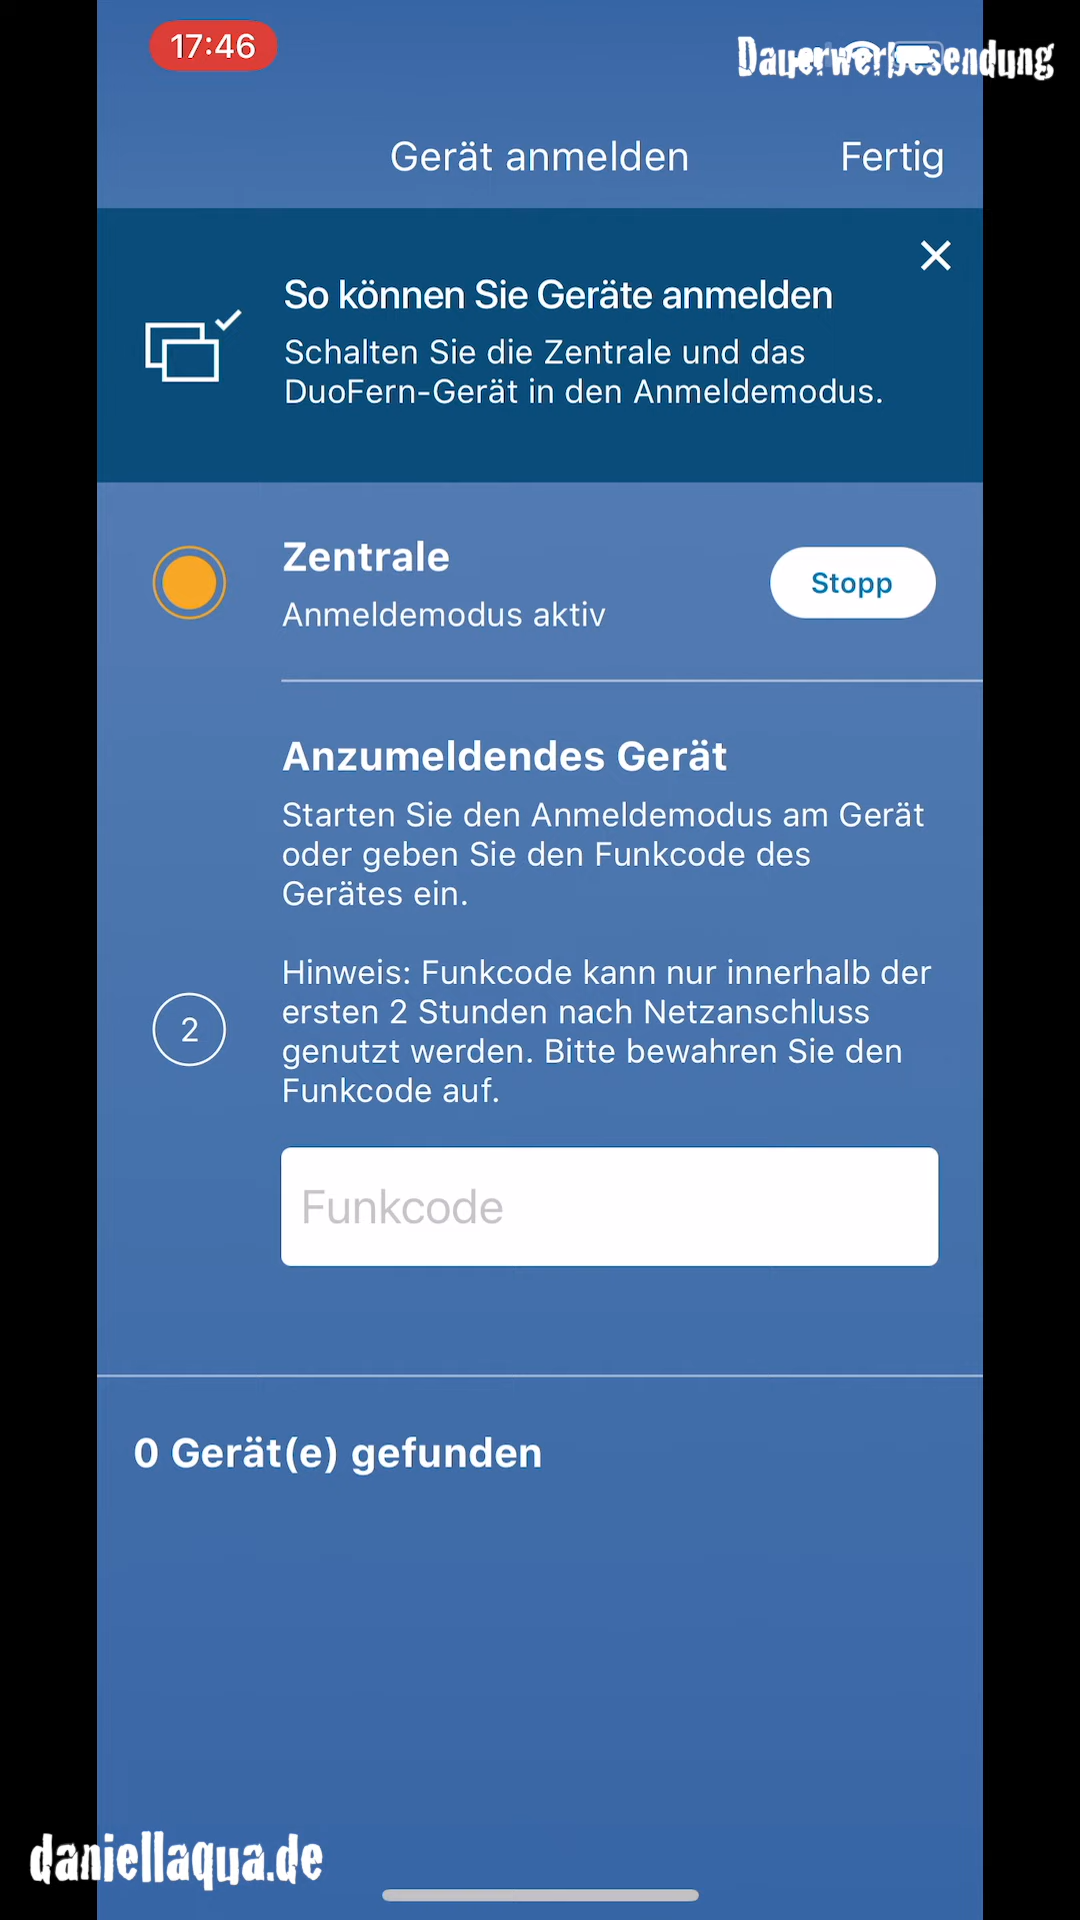 17:46
Dauerwerbesendung
Gerät anmelden
Fertig
So können Sie Geräte anmelden
Schalten Sie die Zentrale und das
DuoFern-Gerät in den Anmeldemodus.
Zentrale
Anmeldemodus aktiv
Stopp
Anzumeldendes Gerät
Starten Sie den Anmeldemodus am Gerät
oder geben Sie den Funkcode des
Gerätes ein.
Hinweis: Funkcode kann nur innerhalb der
ersten 2 Stunden nach Netzanschluss
genutzt werden. Bitte bewahren Sie den
Funkcode auf.
2
Funkcode
0 Gerät(e) gefunden
daniellaqua.de